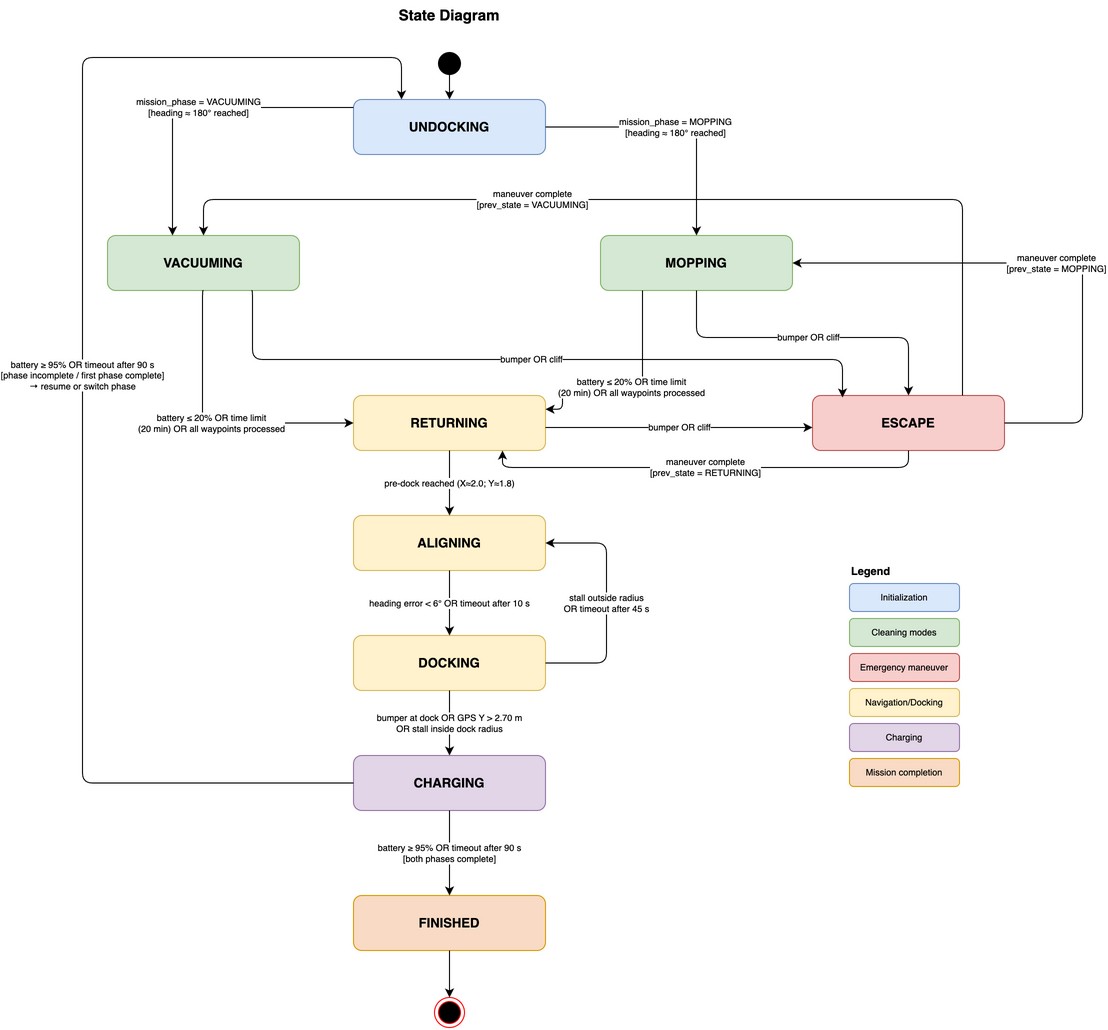 State Diagram
mission_phase = VACUUMING
[heading ≈ 180° reached]
UNDOCKING
mission_phase = MOPPING
[heading ≈ 180° reached]
maneuver complete
[prev_state = VACUUMING]
VACUUMING
MOPPING
maneuver complete
[prev_state = MOPPING]
bumper OR cliff
bumper OR cliff
battery ≥ 95% OR timeout after 90 s
[phase incomplete / first phase complete]
→ resume or switch phase
battery ≤ 20% OR time limit
(20 min) OR all waypoints processed
battery ≤ 20% OR time limit
(20 min) OR all waypoints processed
RETURNING
bumper OR cliff
ESCAPE
maneuver complete
[prev_state = RETURNING]
pre-dock reached (X≈2.0; Y≈1.8)
ALIGNING
heading error < 6° OR timeout after 10 s
stall outside radius
OR timeout after 45 s
DOCKING
bumper at dock OR GPS Y > 2.70 m
OR stall inside dock radius
CHARGING
battery ≥ 95% OR timeout after 90 s
[both phases complete]
FINISHED
Legend
Initialization
Cleaning modes
Emergency maneuver
Navigation/Docking
Charging
Mission completion